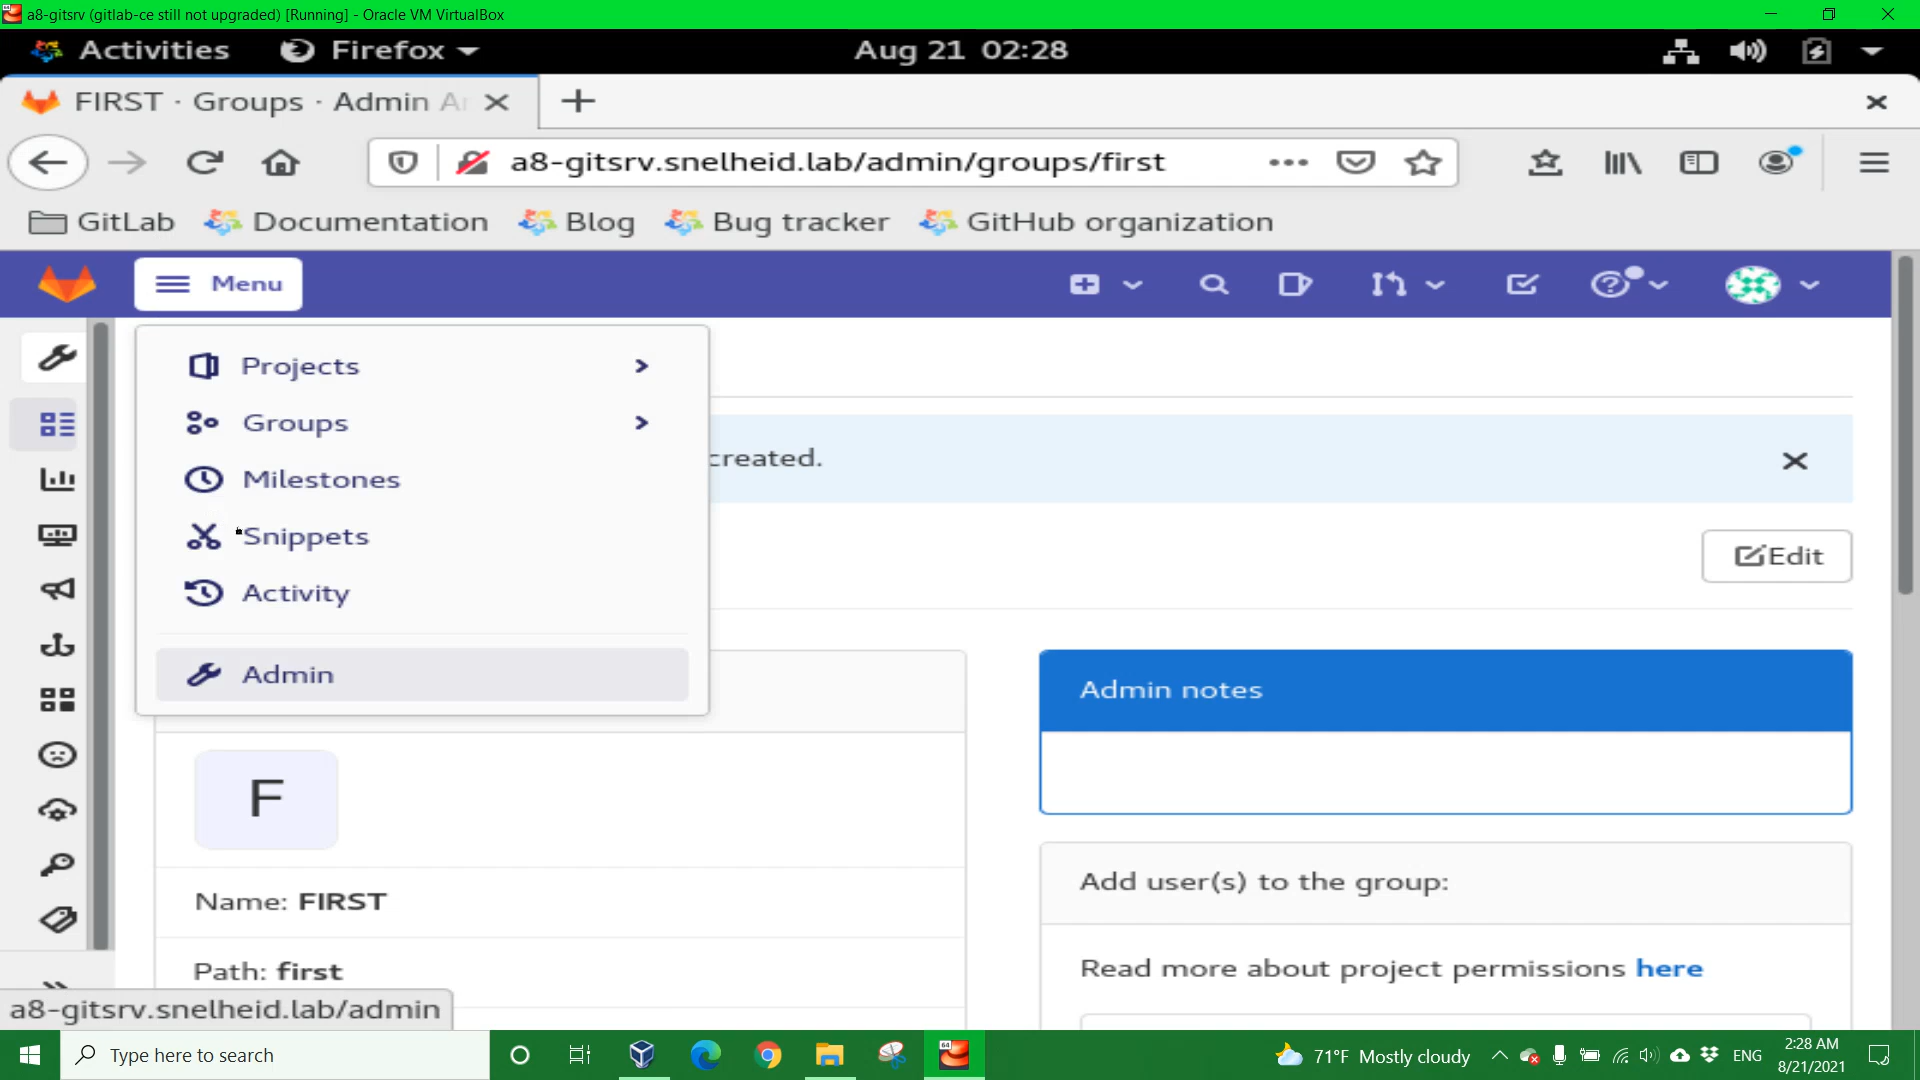 a8-gitsrv (gitlab-ce still not upgraded) [Running] - Oracle VM VirtualBox
Activities Firefox Aug 21 02:28
FIRST · Groups · Admin Ar
a8-gitsrv.snelheid.lab/admin/groups/first
GitLab Documentation Blog Bug tracker GitHub organization
Menu
Projects
Groups
created.
Milestones
Snippets
Edit
Activity
Admin
Admin notes
F
Add user(s) to the group:
Name: FIRST
Read more about project permissions here
Path: first
a8-gitsrv.snelheid.lab/admin
Type here to search
71°F Mostly cloudy
ENG
2:28 AM
8/21/2021